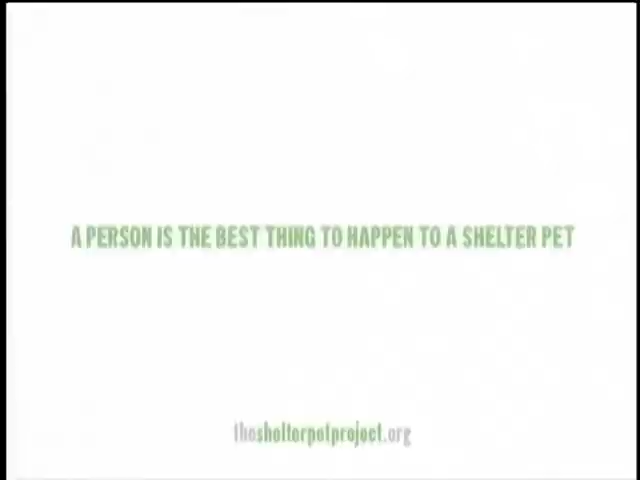 A PERSON IS THE BEST THING TO HAPPEN TO A SHELTER PET
theshelterpetproject.org